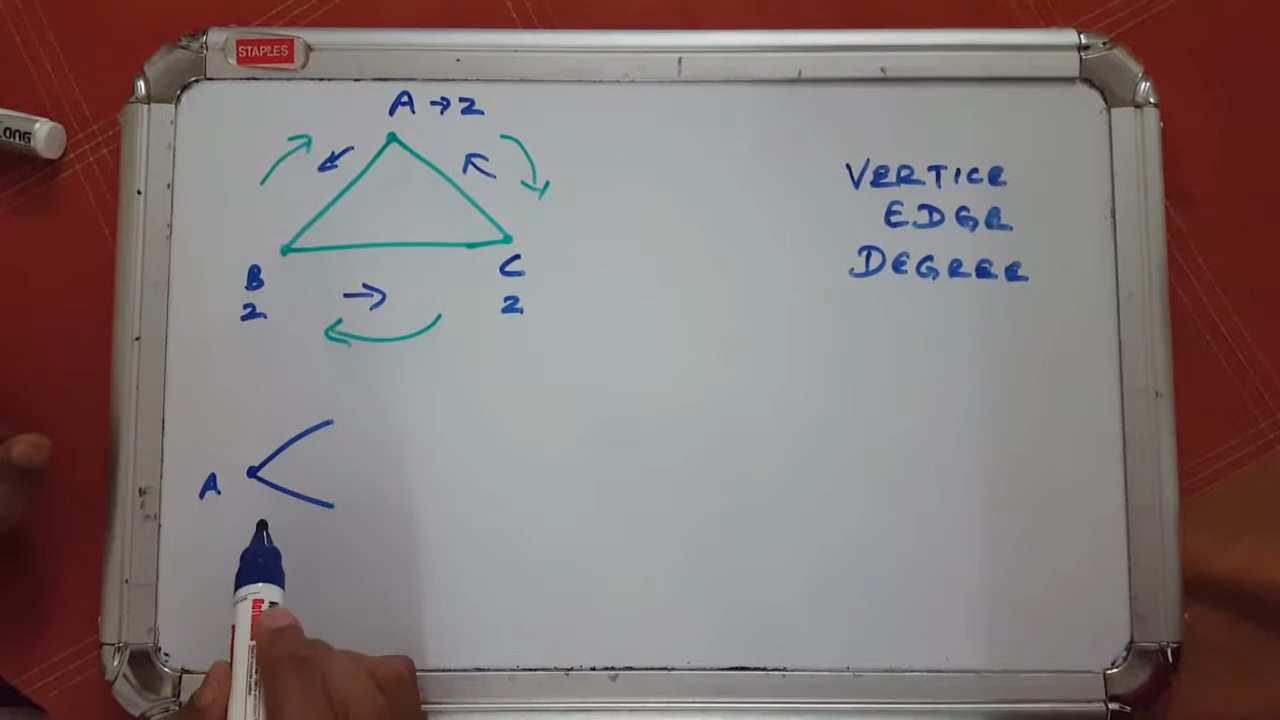 STAPLES
LONG
A → 2
B
2
C
2
VERTICE
EDGE
DEGREE
A